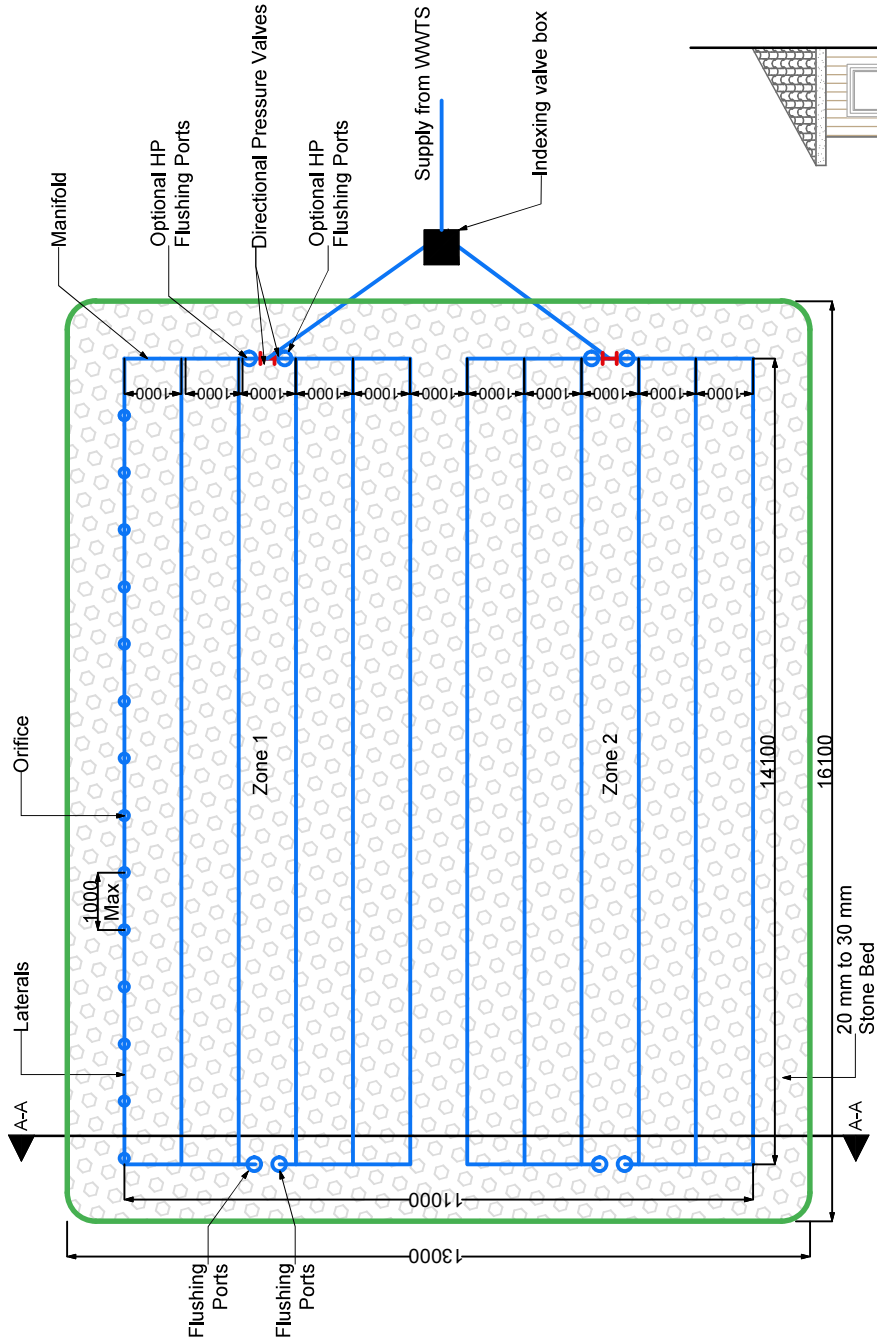 Manifold
Optional HP
Flushing Ports
Directional Pressure Valves
Optional HP
Flushing Ports
Supply from WWTS
Indexing valve box
Orifice
Laterals
A-A
1000
Max
1000
1000
1000
1000
1000
1000
1000
1000
1000
1000
1000
Zone 1
Zone 2
14100
16100
20 mm to 30 mm
Stone Bed
A-A
11000
13000
Flushing
Ports
Flushing
Ports